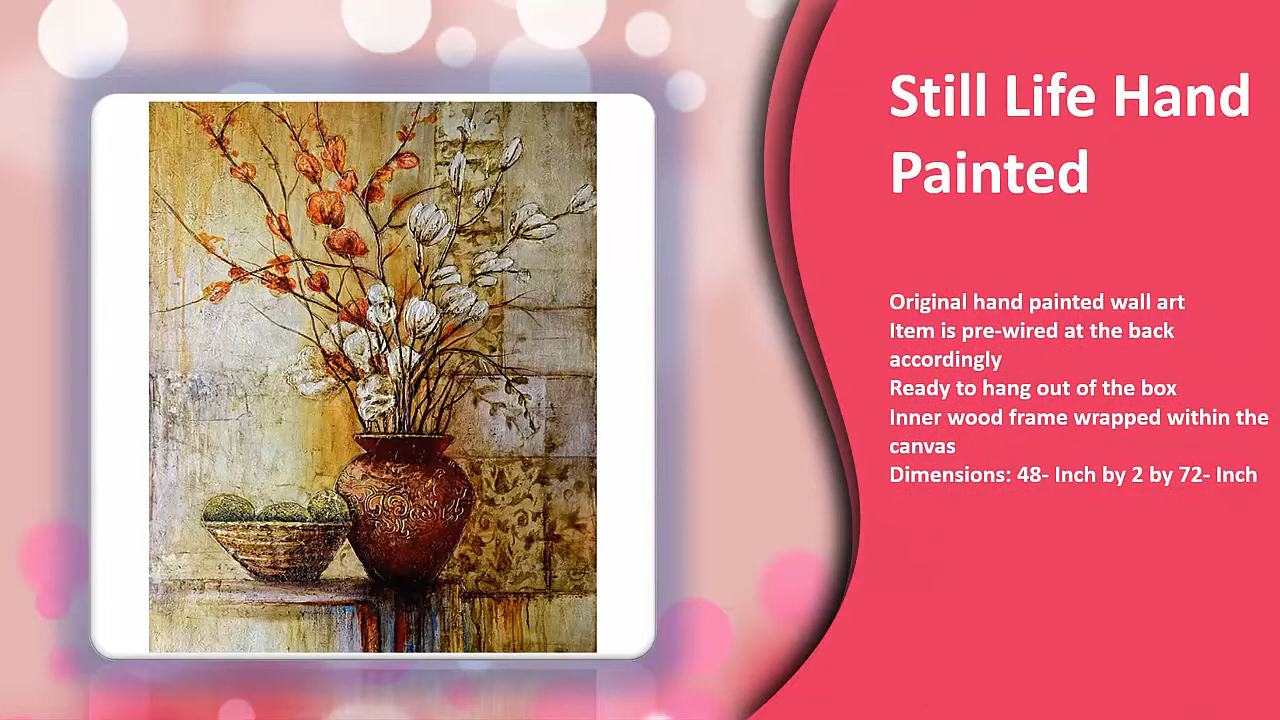 Still Life Hand
Painted
Original hand painted wall art
Item is pre-wired at the back
accordingly
Ready to hang out of the box
Inner wood frame wrapped within the
canvas
Dimensions: 48- Inch by 2 by 72- Inch